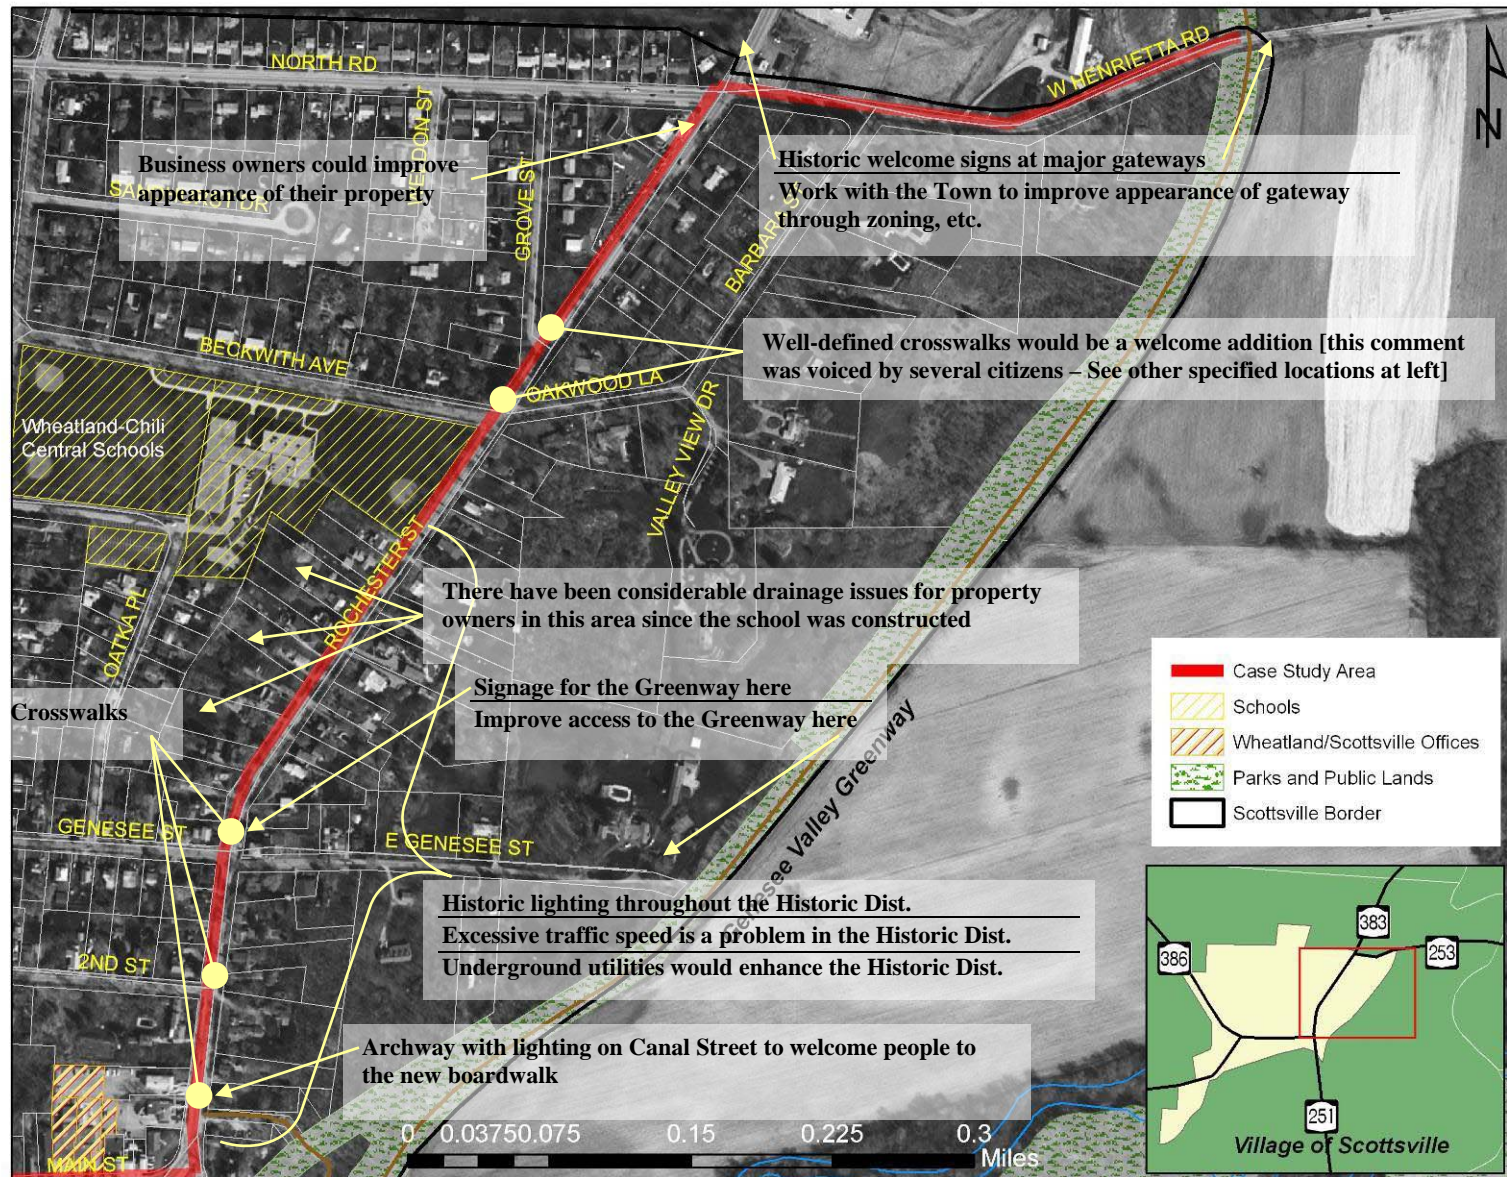 NORTH RD
W HENRIETTA RD
N
GROVE ST
Business owners could improve
appearance of their property
Historic welcome signs at major gateways
Work with the Town to improve appearance of gateway
through zoning, etc.
BARBARA ST
Well-defined crosswalks would be a welcome addition [this comment
was voiced by several citizens – See other specified locations at left]
BECKWITH AVE
OAKWOOD LA
VALLEY VIEW DR
Wheatland-Chili
Central Schools
ROCHESTER ST
OATKA PL
There have been considerable drainage issues for property
owners in this area since the school was constructed
Crosswalks
Signage for the Greenway here
Improve access to the Greenway here
Genesee Valley Greenway
Case Study Area
Schools
Wheatland/Scottsville Offices
Parks and Public Lands
Scottsville Border
GENESEE ST
E GENESEE ST
Historic lighting throughout the Historic Dist.
Excessive traffic speed is a problem in the Historic Dist.
Underground utilities would enhance the Historic Dist.
2ND ST
Archway with lighting on Canal Street to welcome people to
the new boardwalk
MAIN ST
0 0.0375 0.075 0.15 0.225 0.3
Miles
383
386
253
251
Village of Scottsville